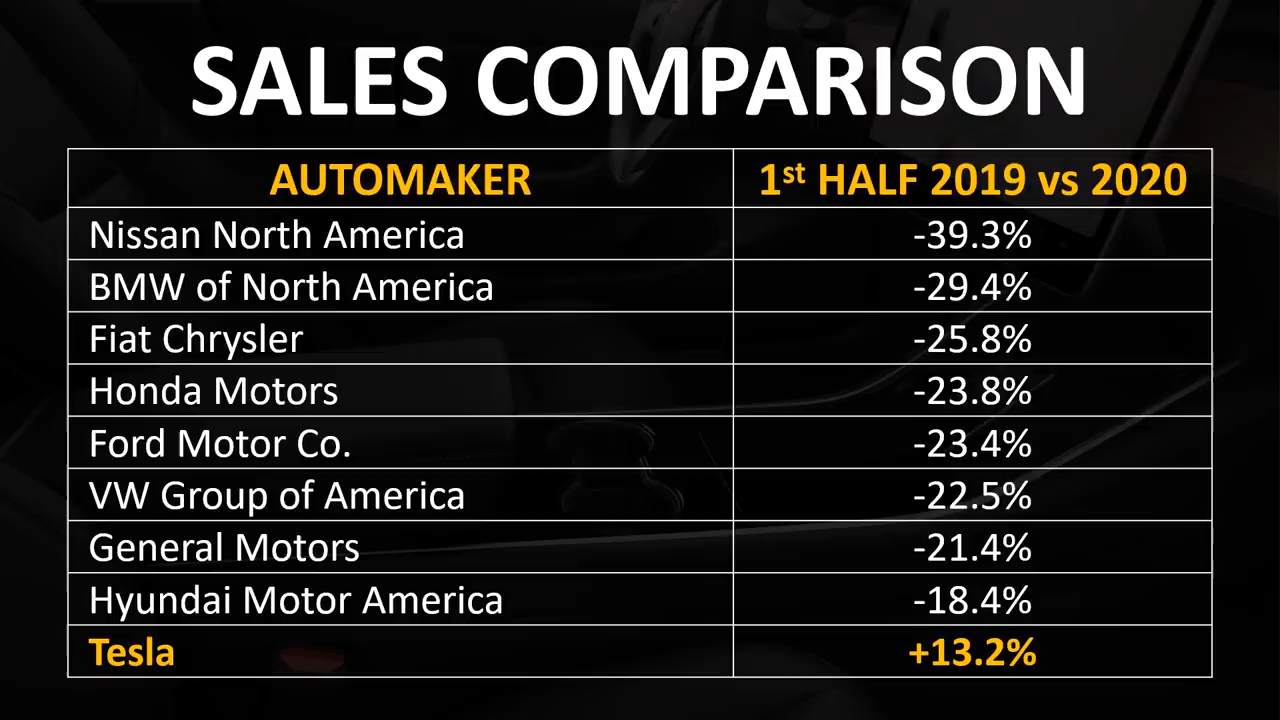 SALES COMPARISON
AUTOMAKER 1st HALF 2019 vs 2020
Nissan North America -39.3%
BMW of North America -29.4%
Fiat Chrysler -25.8%
Honda Motors -23.8%
Ford Motor Co. -23.4%
VW Group of America -22.5%
General Motors -21.4%
Hyundai Motor America -18.4%
Tesla +13.2%